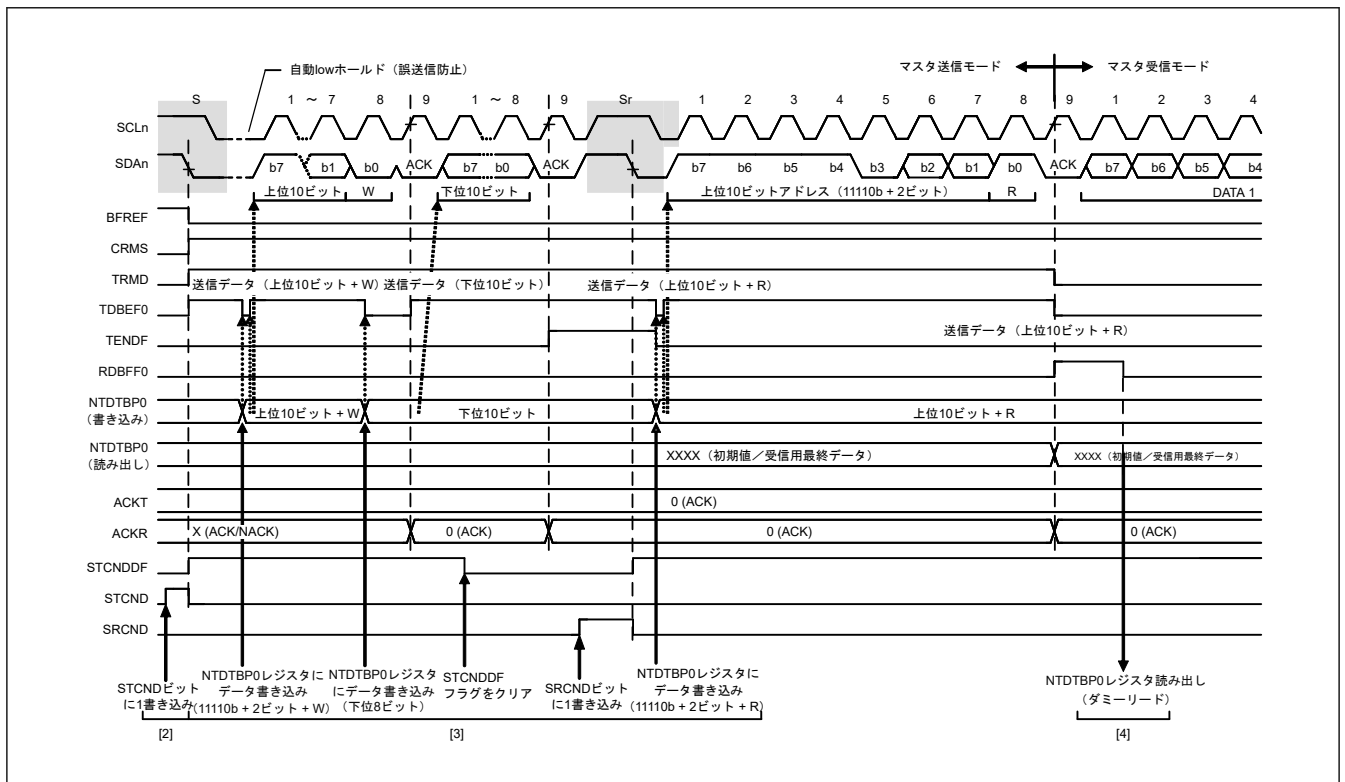 マスタ送信モード
マスタ受信モード
自動lowホールド（誤送信防止）
S 1 ～ 7 8 9 1 ～ 8 9 Sr 1 2 3 4 5 6 7 8 9 1 2 3 4
SCLn
SDAn
b7 b1 b0 ACK b7 b0 ACK b7 b6 b5 b4 b3 b2 b1 b0 ACK b7 b6 b5 b4
上位10ビット W 下位10ビット 上位10ビットアドレス（11110b + 2ビット） R DATA 1
BFREF
CRMS
TRMD
送信データ（上位10ビット + W） 送信データ（下位10ビット） 送信データ（上位10ビット + R）
TDBEF0
TENDF
送信データ（上位10ビット + R）
RDBFF0
NTDTBP0
（書き込み）
上位10ビット + W 下位10ビット 上位10ビット + R
NTDTBP0
（読み出し）
XXXX（初期値／受信用最終データ） XXXX（初期値／受信用最終データ）
ACKT
0 (ACK)
ACKR
X (ACK/NACK) 0 (ACK) 0 (ACK) 0 (ACK)
STCNDDF
STCND
SRCND
STCNDビット
に1書き込み
NTDTBP0レジスタに
データ書き込み
(11110b + 2ビット + W)
NTDTBP0レジスタ
にデータ書き込み
(下位8ビット)
STCNDDF
フラグをクリア
SRCNDビット
に1書き込み
NTDTBP0レジスタに
データ書き込み
(11110b + 2ビット + R)
NTDTBP0レジスタ読み出し
（ダミーリード）
[2] [3] [4]